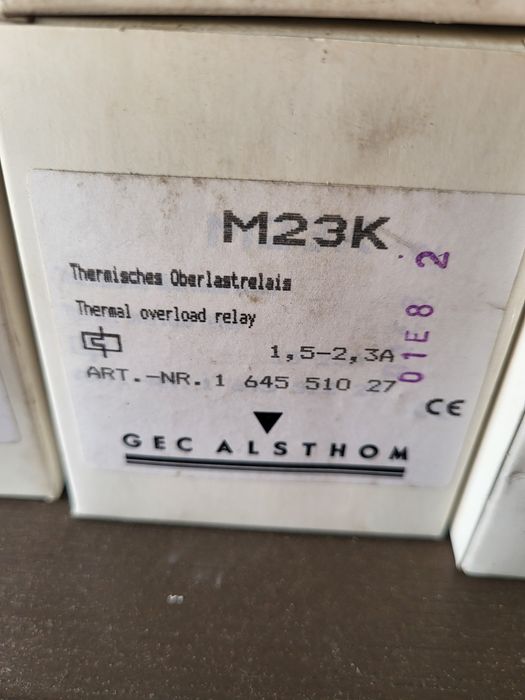 M23K
Thermisches Oberlastrelais
Thermal overload relay
1,5-2,3A
ART.-NR. 1 645 510 27
01E8 2
CE
GEC ALSTHOM